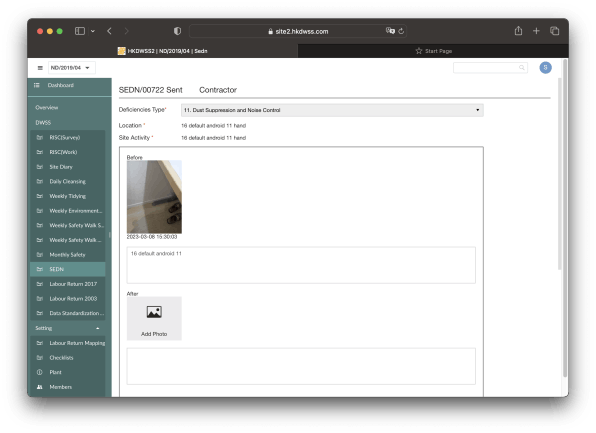 site2.hkdwss.com
HKDWSS2 | ND/2019/04 | Sedn
Start Page
ND/2019/04
S
Dashboard
Overview
DWSS
RISC(Survey)
RISC(Work)
Site Diary
Daily Cleansing
Weekly Tidying
Weekly Environment...
Weekly Safety Walk S...
Weekly Safety Walk ...
Monthly Safety
SEDN
Labour Return 2017
Labour Return 2003
Data Standardization ...
Setting
Labour Return Mapping
Checklists
Plant
Members
SEDN/00722 Sent Contractor
Deficiencies Type* 11. Dust Suppression and Noise Control
Location * 16 default android 11 hand
Site Activity * 16 default android 11 hand
Before
2023-03-08 15:30:03
16 default android 11
After
Add Photo